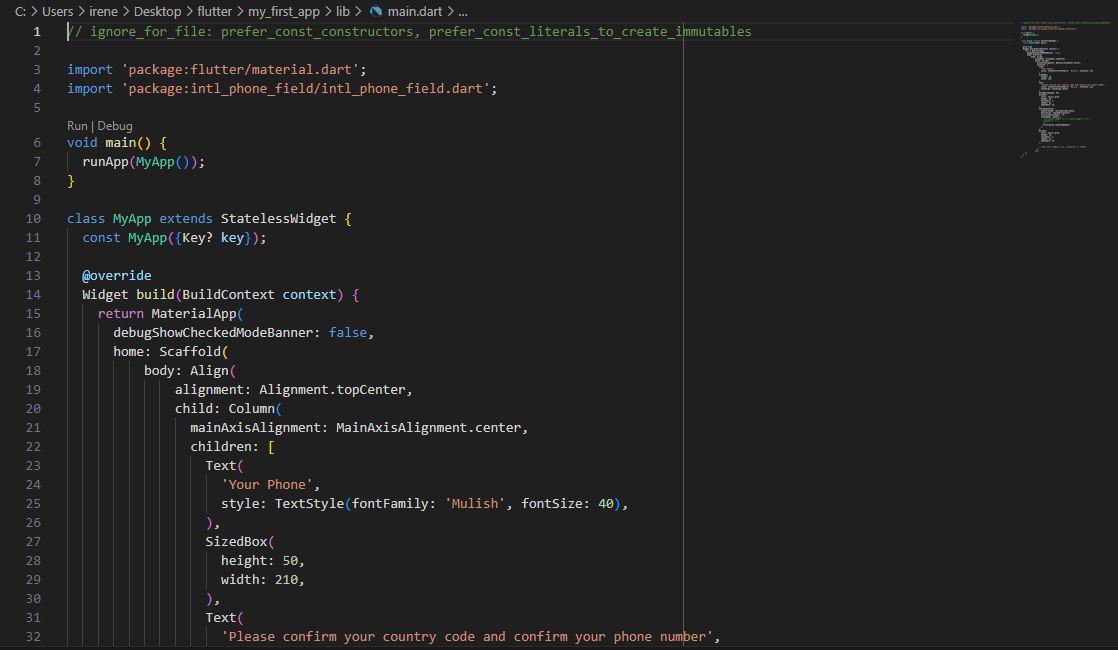 C: > Users > irene > Desktop > flutter > my_first_app > lib > main.dart > ...
1 // ignore_for_file: prefer_const_constructors, prefer_const_literals_to_create_immutables
2
3 import 'package:flutter/material.dart';
4 import 'package:intl_phone_field/intl_phone_field.dart';
5
Run | Debug
6 void main() {
7   runApp(MyApp());
8 }
9
10 class MyApp extends StatelessWidget {
11   const MyApp({Key? key});
12
13   @override
14   Widget build(BuildContext context) {
15     return MaterialApp(
16       debugShowCheckedModeBanner: false,
17       home: Scaffold(
18           body: Align(
19               alignment: Alignment.topCenter,
20               child: Column(
21                 mainAxisAlignment: MainAxisAlignment.center,
22                 children: [
23                   Text(
24                     'Your Phone',
25                     style: TextStyle(fontFamily: 'Mulish', fontSize: 40),
26                   ),
27                   SizedBox(
28                     height: 50,
29                     width: 210,
30                   ),
31                   Text(
32                     'Please confirm your country code and confirm your phone number',